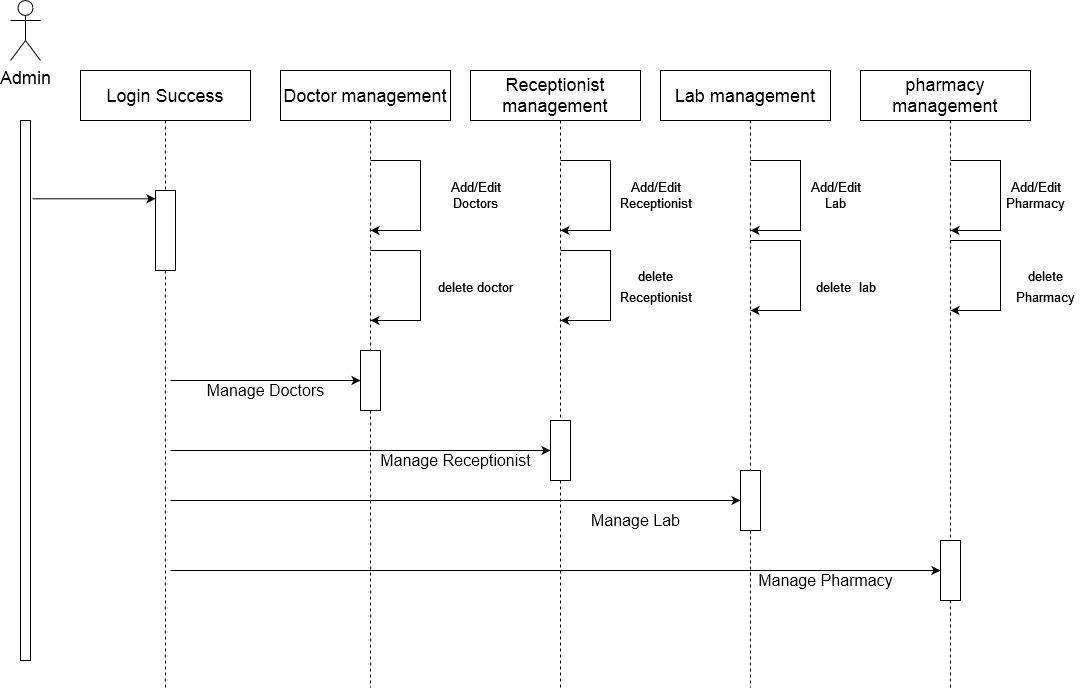 Admin
Login Success
Doctor management
Receptionist
management
Lab management
pharmacy
management
Add/Edit
Doctors
Add/Edit
Receptionist
Add/Edit
Lab
Add/Edit
Pharmacy
delete doctor
delete
Receptionist
delete  lab
delete
Pharmacy
Manage Doctors
Manage Receptionist
Manage Lab
Manage Pharmacy